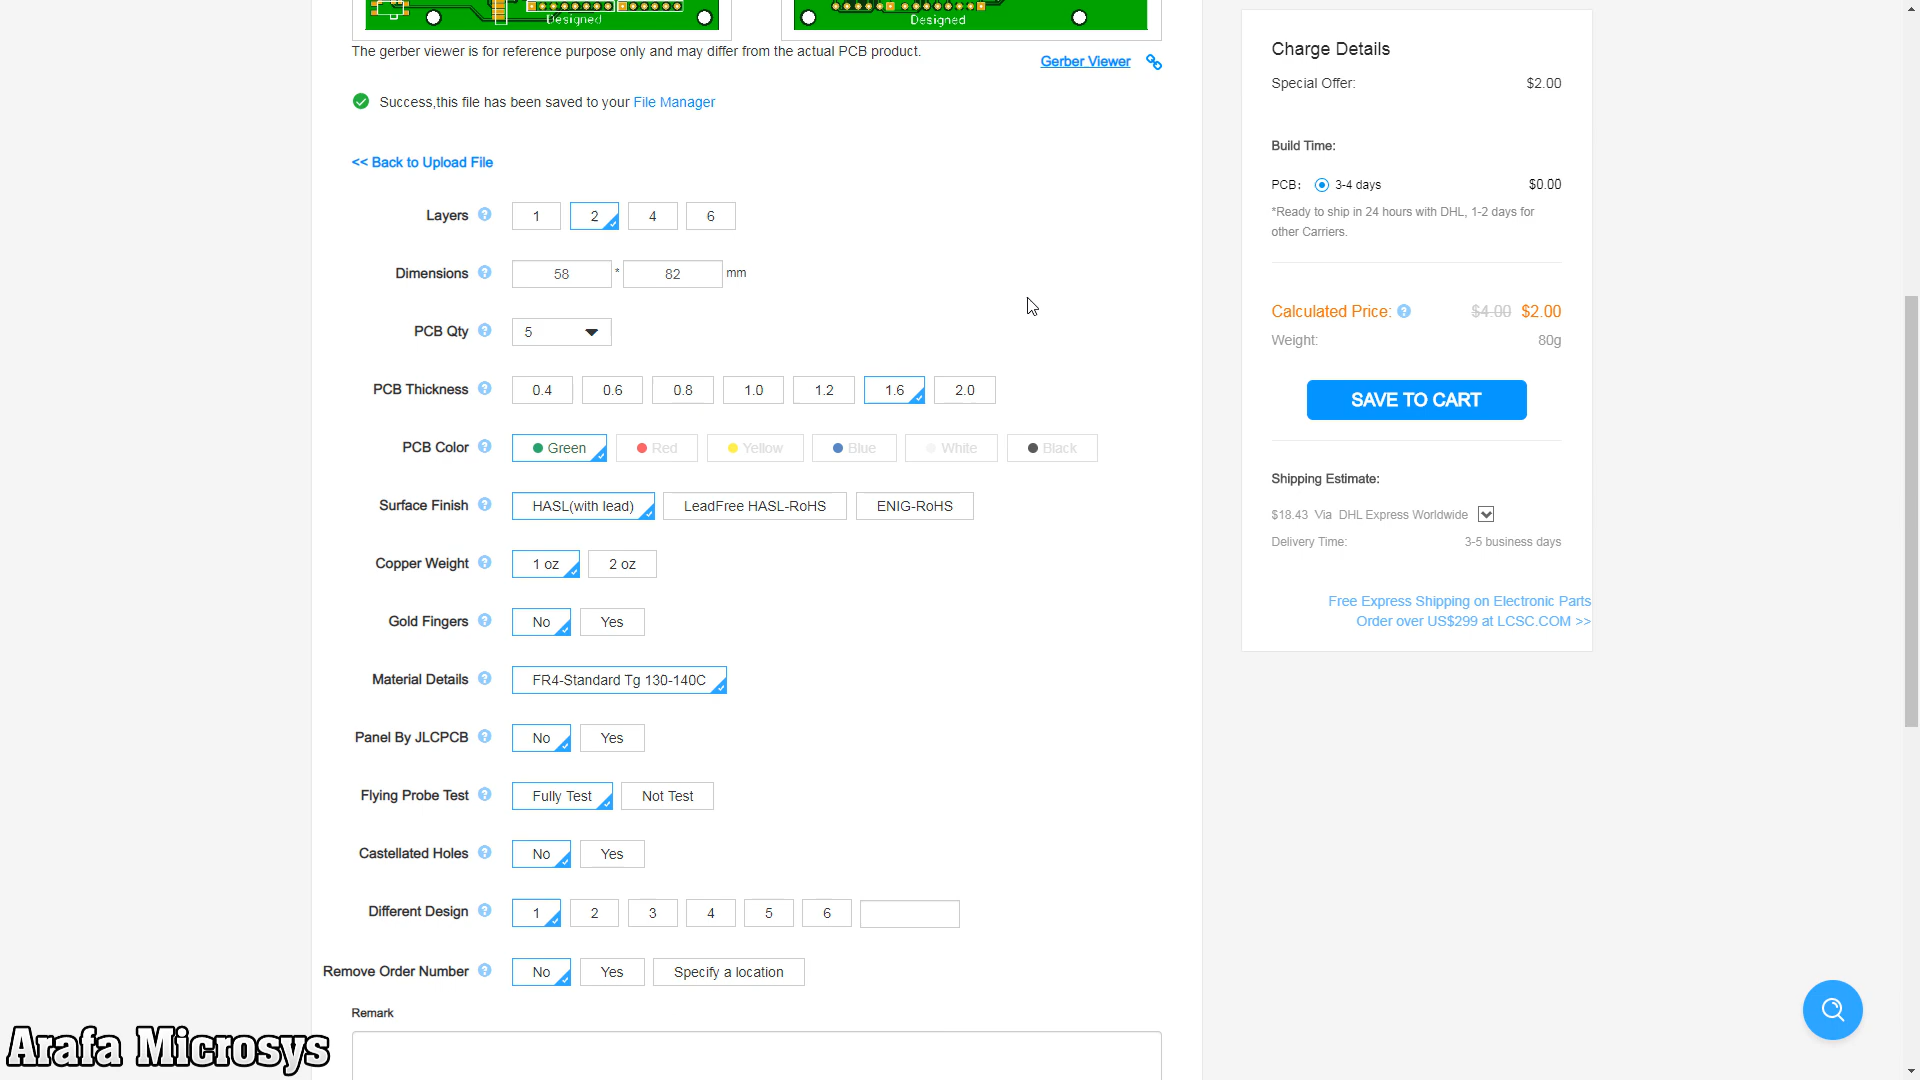 Designed
Designed
The gerber viewer is for reference purpose only and may differ from the actual PCB product.
Gerber Viewer
Success,this file has been saved to your File Manager
<< Back to Upload File
Layers ? 1 2 4 6
Dimensions ? 58 * 82 mm
PCB Qty ? 5
PCB Thickness ? 0.4 0.6 0.8 1.0 1.2 1.6 2.0
PCB Color ? Green Red Yellow Blue White Black
Surface Finish ? HASL(with lead) LeadFree HASL-RoHS ENIG-RoHS
Copper Weight ? 1 oz 2 oz
Gold Fingers ? No Yes
Material Details ? FR4-Standard Tg 130-140C
Panel By JLCPCB ? No Yes
Flying Probe Test ? Fully Test Not Test
Castellated Holes ? No Yes
Different Design ? 1 2 3 4 5 6
Remove Order Number ? No Yes Specify a location
Remark
Charge Details
Special Offer: $2.00
Build Time:
PCB: 3-4 days $0.00
*Ready to ship in 24 hours with DHL, 1-2 days for
other Carriers.
Calculated Price: ? $4.00 $2.00
Weight: 80g
SAVE TO CART
Shipping Estimate:
$18.43 Via DHL Express Worldwide
Delivery Time: 3-5 business days
Free Express Shipping on Electronic Parts
Order over US$299 at LCSC.COM >>
Arafa Microsys